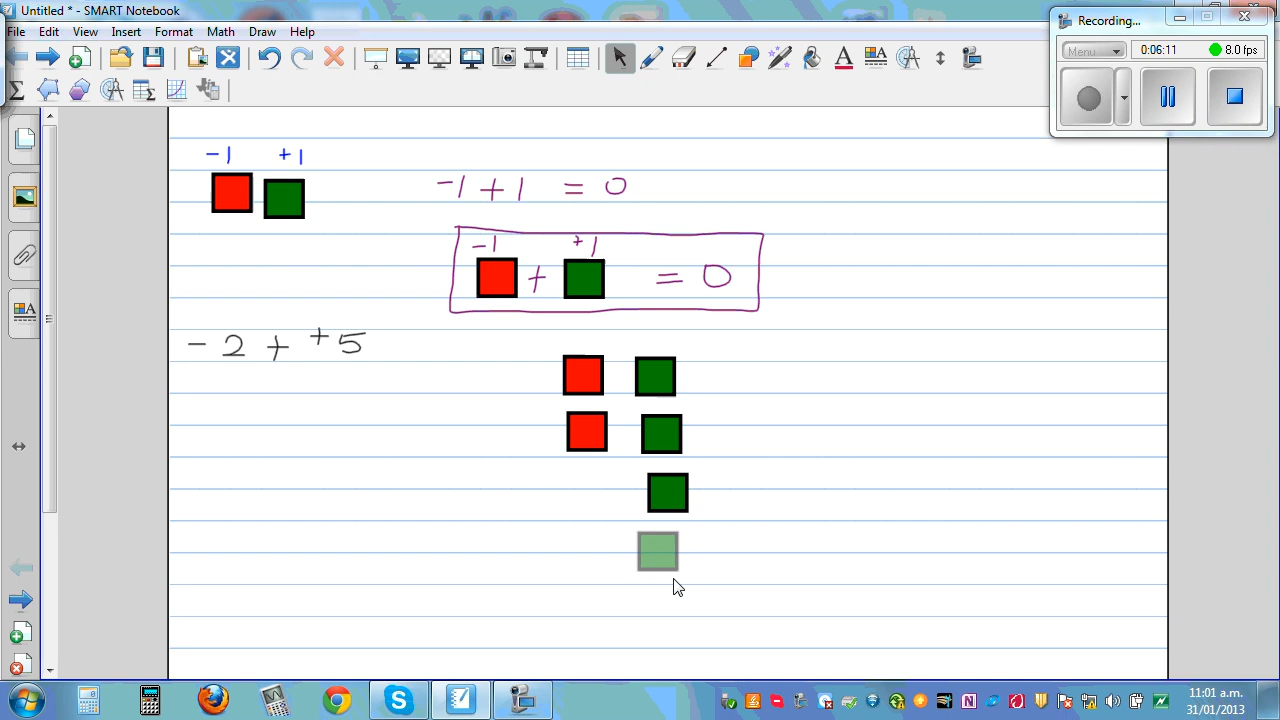 Untitled * - SMART Notebook
File Edit View Insert Format Math Draw Help
Recording...
Menu 0:06:11 8.0 fps
-1 +1
-1 + 1 = 0
-1 +1
+ = 0
- 2 + +5
11:01 a.m.
31/01/2013